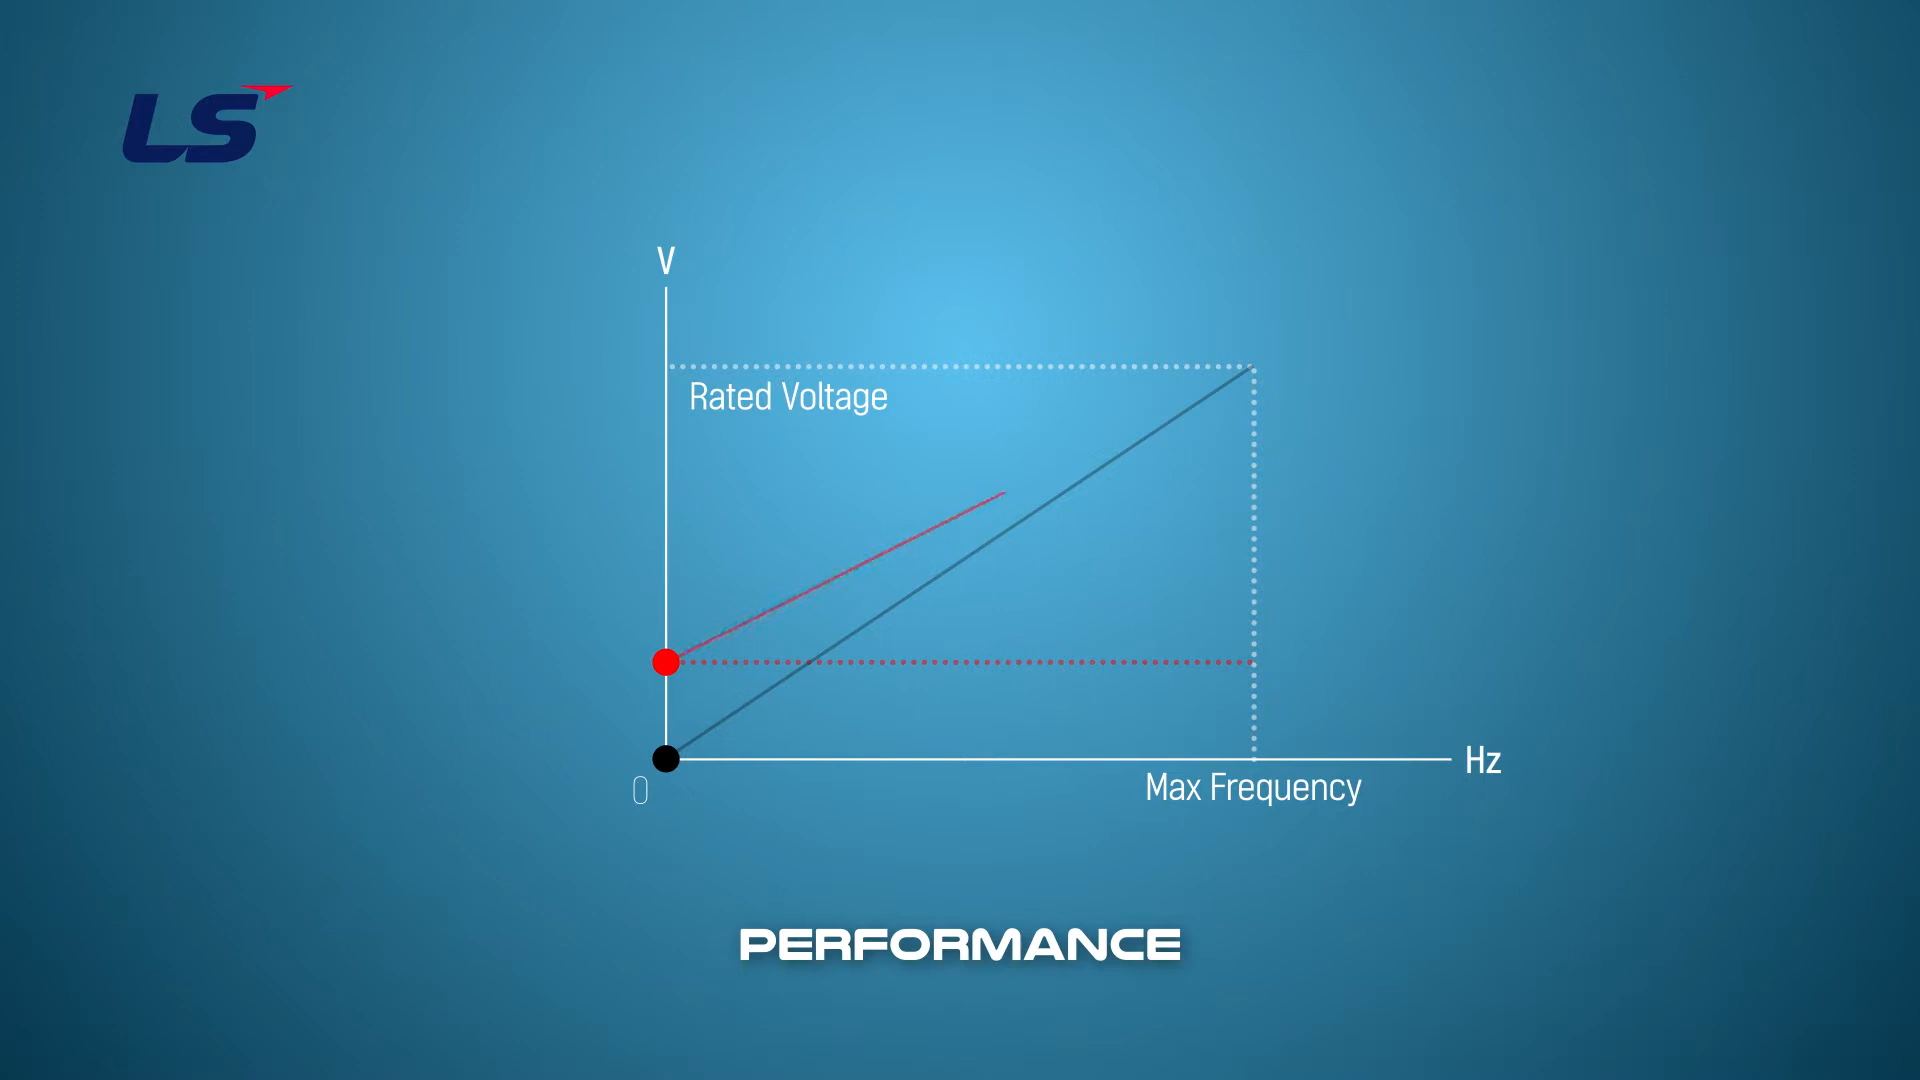 LS
V
Rated Voltage
Hz
0
Max Frequency
PERFORMANCE